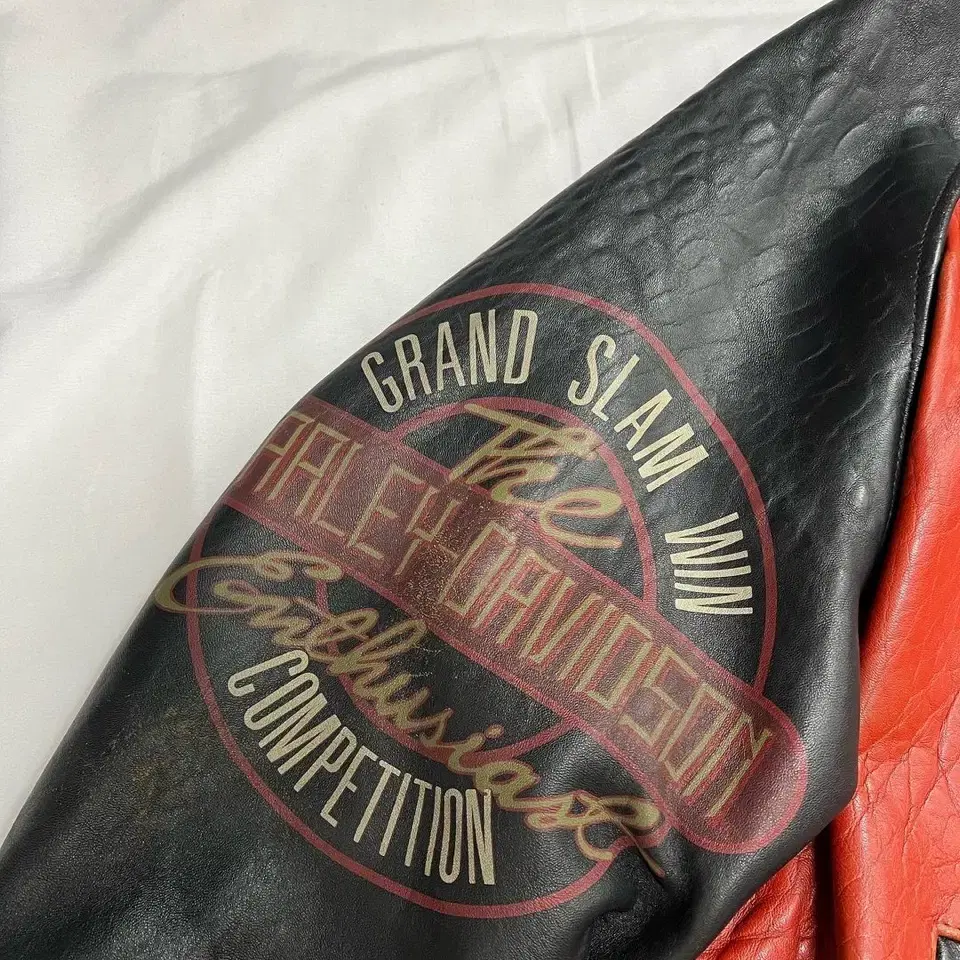 GRAND SLAM WIN
The
HARLEY-DAVIDSON
Enthusiast
COMPETITION